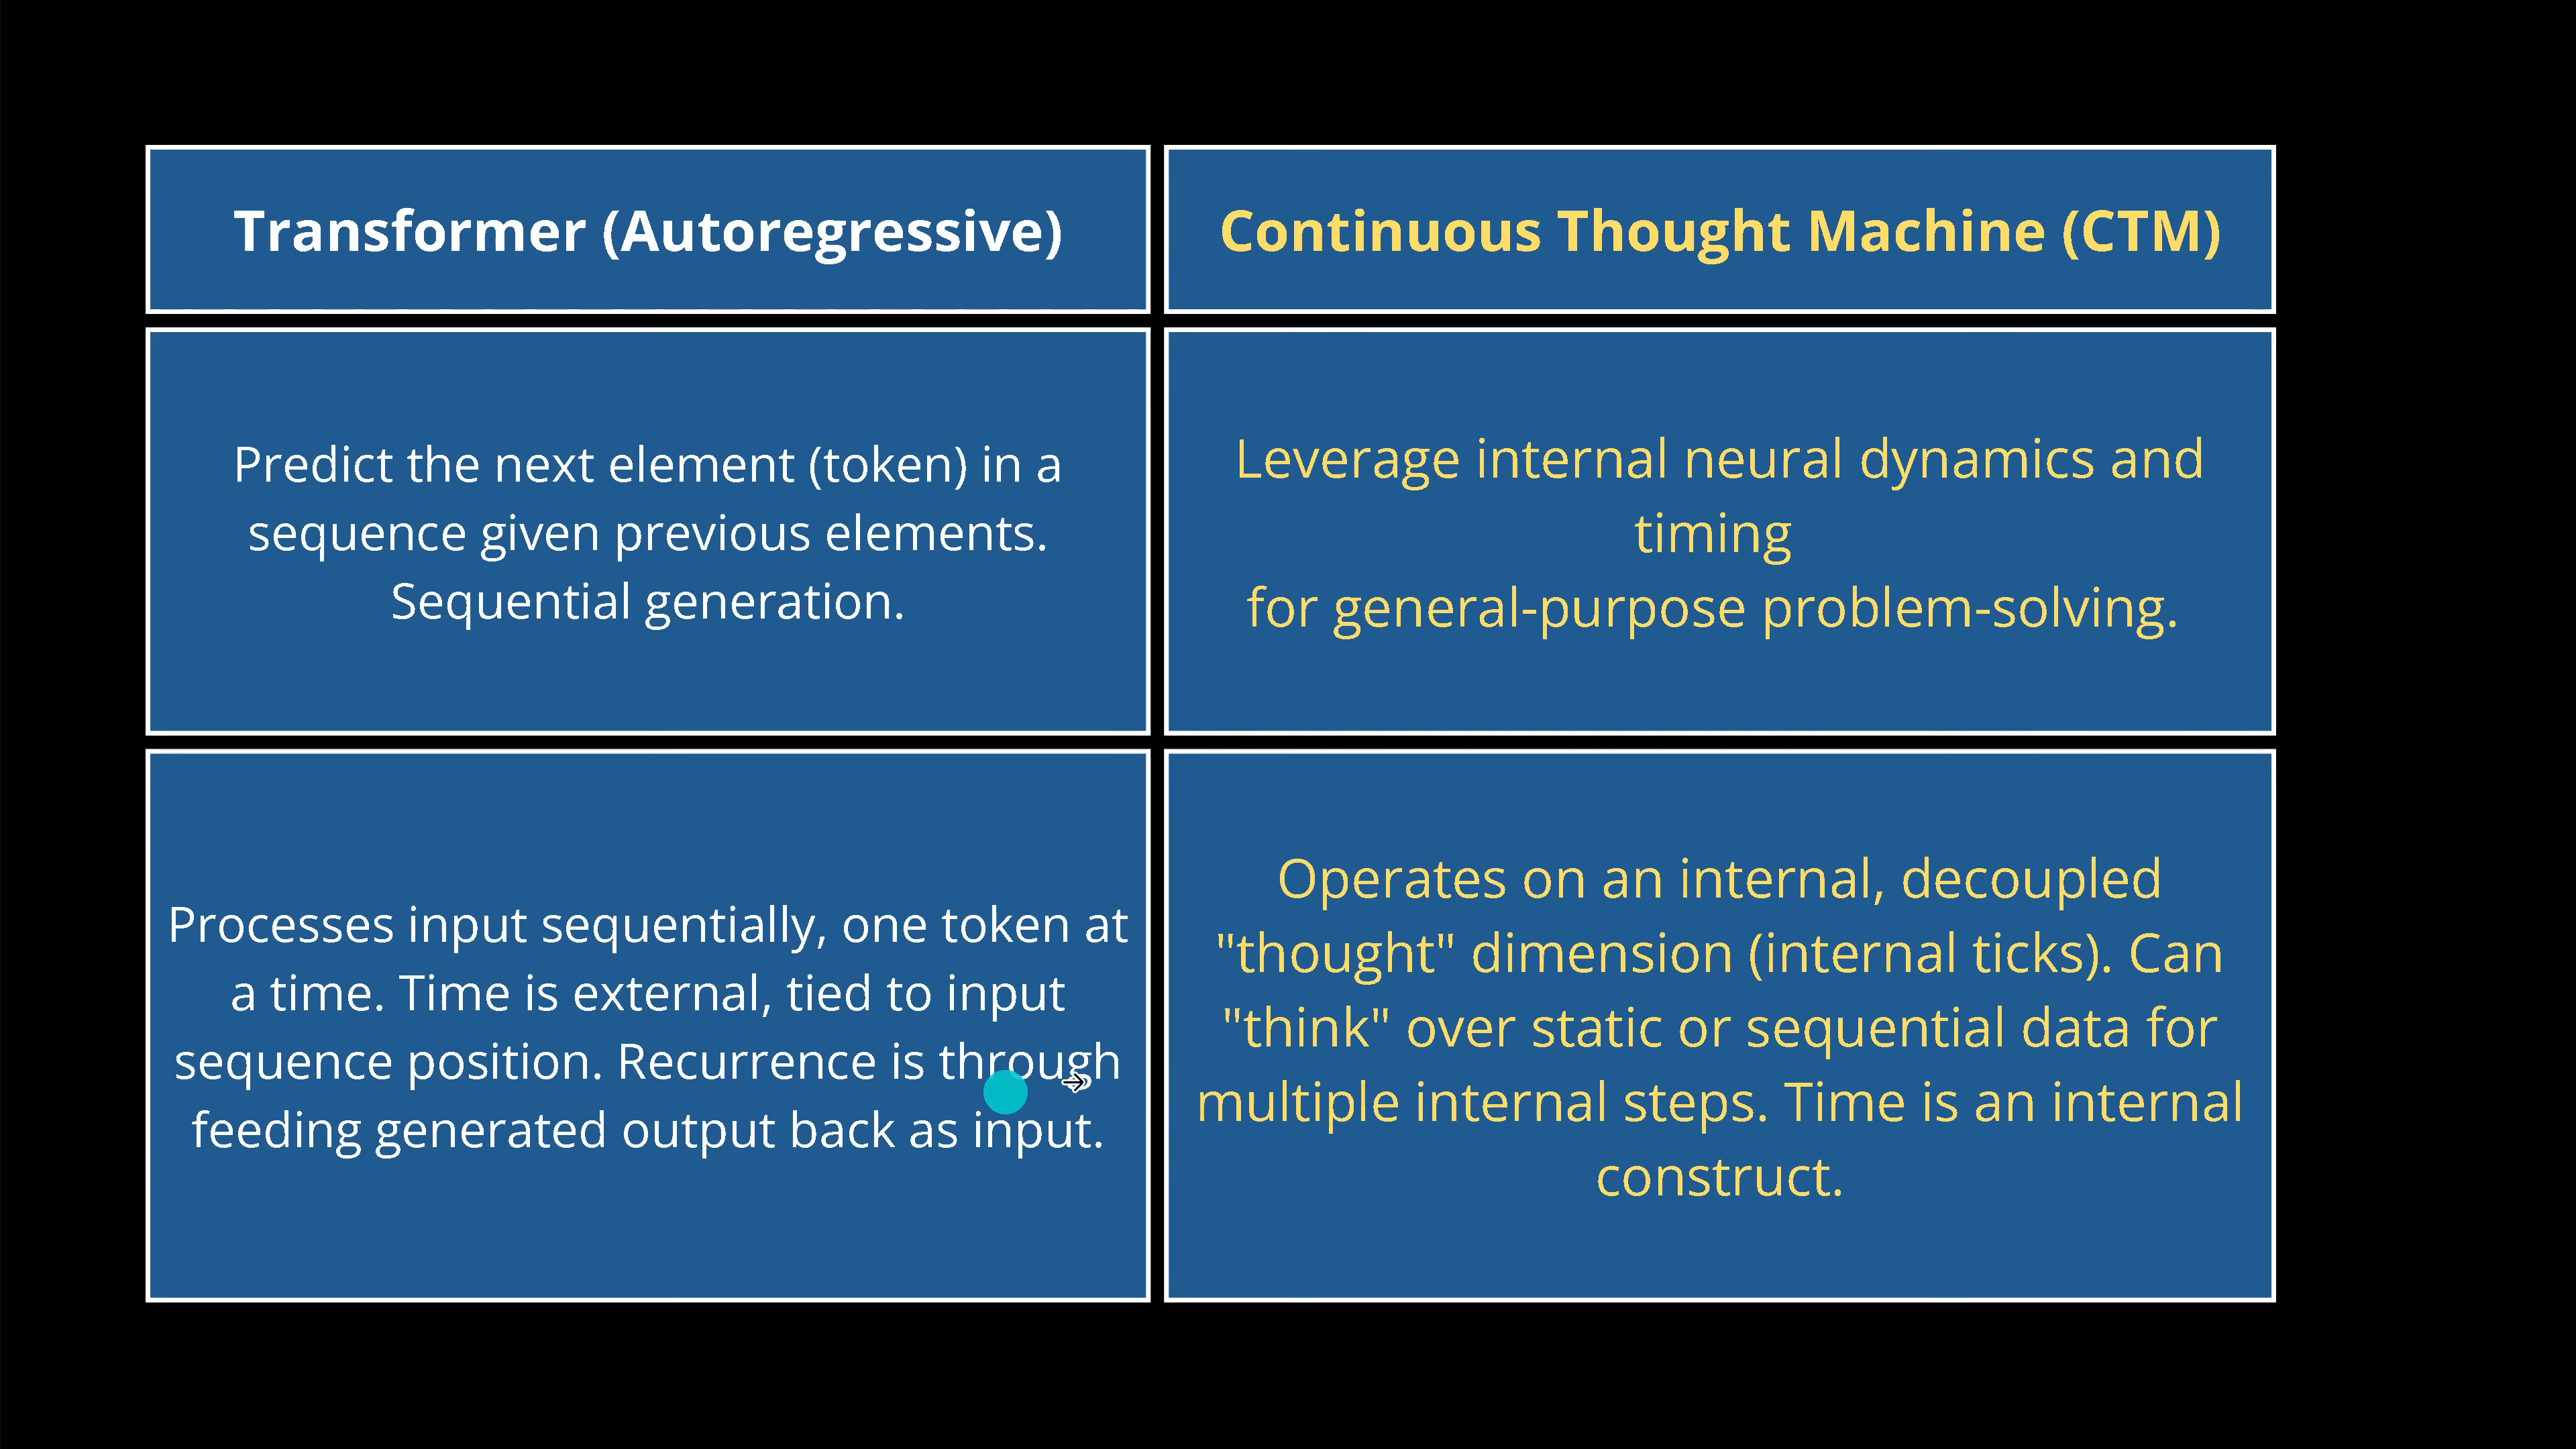 Transformer (Autoregressive)
Continuous Thought Machine (CTM)
Predict the next element (token) in a
sequence given previous elements.
Sequential generation.
Leverage internal neural dynamics and
timing
for general-purpose problem-solving.
Processes input sequentially, one token at
a time. Time is external, tied to input
sequence position. Recurrence is through
feeding generated output back as input.
Operates on an internal, decoupled
"thought" dimension (internal ticks). Can
"think" over static or sequential data for
multiple internal steps. Time is an internal
construct.